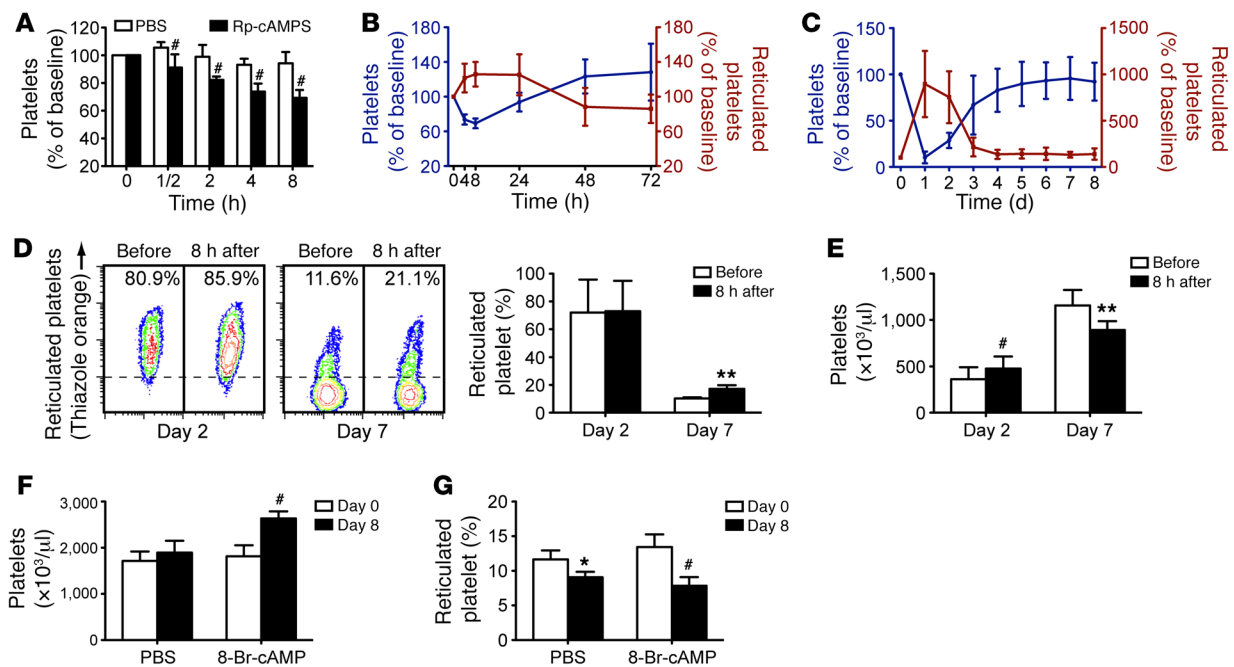 A
PBS
Rp-cAMPS
Platelets
(% of baseline)
120
100
80
60
40
20
#
#
#
#
0
1/2
2
4
8
Time (h)
B
Platelets
(% of baseline)
180
140
100
60
20
180
140
100
60
20
Reticulated
platelets
(% of baseline)
0 4 8 24 48 72
Time (h)
C
Platelets
(% of baseline)
150
100
50
0
1500
1000
500
0
Reticulated
platelets
(% of baseline)
0 1 2 3 4 5 6 7 8
Time (d)
D
Reticulated platelets
(Thiazole orange)
Before
8 h after
80.9%
85.9%
Day 2
Before
8 h after
11.6%
21.1%
Day 7
Reticulated
platelet (%)
100
80
60
40
20
0
Before
8 h after
**
Day 2
Day 7
E
Platelets
(×10³/μl)
1,500
1,000
500
0
Before
8 h after
#
**
Day 2
Day 7
F
Platelets
(×10³/μl)
3,000
2,000
1,000
0
#
Day 0
Day 8
PBS
8-Br-cAMP
G
Reticulated
platelet (%)
20
15
10
5
0
*
#
Day 0
Day 8
PBS
8-Br-cAMP